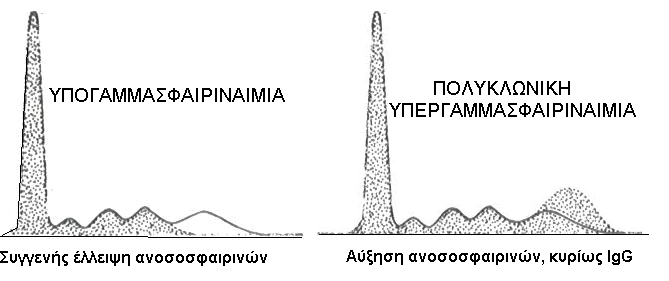 ΥΠΟΓΑΜΜΑΣΦΑΙΡΙΝΑΙΜΙΑ
Συγγενής έλλειψη ανοσοσφαιρινών
ΠΟΛΥΚΛΩΝΙΚΗ
ΥΠΕΡΓΑΜΜΑΣΦΑΙΡΙΝΑΙΜΙΑ
Αύξηση ανοσοσφαιρινών, κυρίως IgG